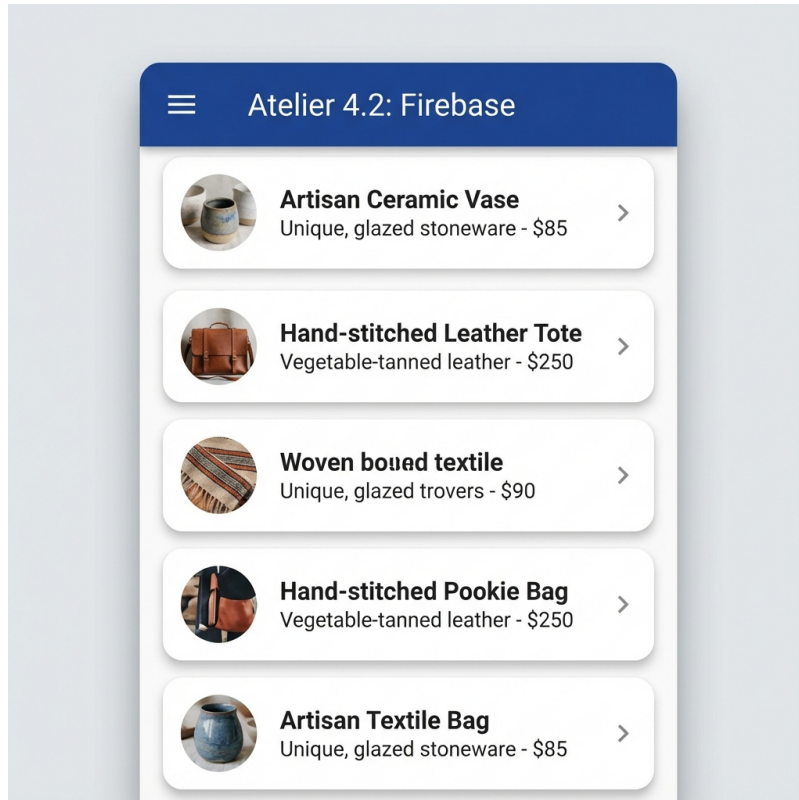 Atelier 4.2: Firebase
Artisan Ceramic Vase
Unique, glazed stoneware - $85
Hand-stitched Leather Tote
Vegetable-tanned leather - $250
Woven textile
Unique, glazed trovers - $90
Hand-stitched Pookie Bag
Vegetable-tanned leather - $250
Artisan Textile Bag
Unique, glazed stoneware - $85